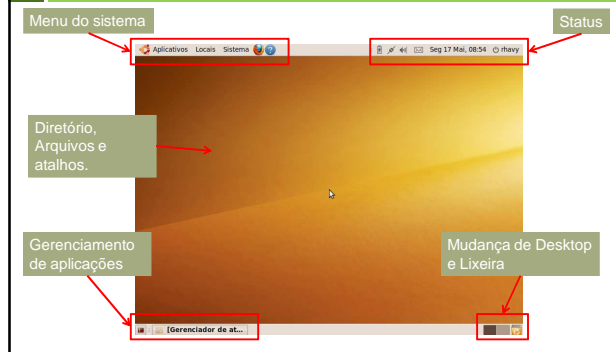 Menu do sistema
Status
Aplicativos Locais Sistema
Seg 17 Mai, 08:54 rhavy
Diretório,
Arquivos e
atalhos.
Gerenciamento
de aplicações
Mudança de Desktop
e Lixeira
[Gerenciador de at...